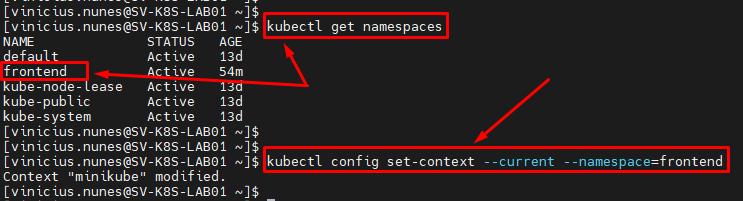 [vinicius.nunes@SV-K8S-LAB01 ~]$
[vinicius.nunes@SV-K8S-LAB01 ~]$ kubectl get namespaces
NAME STATUS AGE
default Active 13d
frontend Active 54m
kube-node-lease Active 13d
kube-public Active 13d
kube-system Active 13d
[vinicius.nunes@SV-K8S-LAB01 ~]$
[vinicius.nunes@SV-K8S-LAB01 ~]$
[vinicius.nunes@SV-K8S-LAB01 ~]$ kubectl config set-context --current --namespace=frontend
Context "minikube" modified.
[vinicius.nunes@SV-K8S-LAB01 ~]$